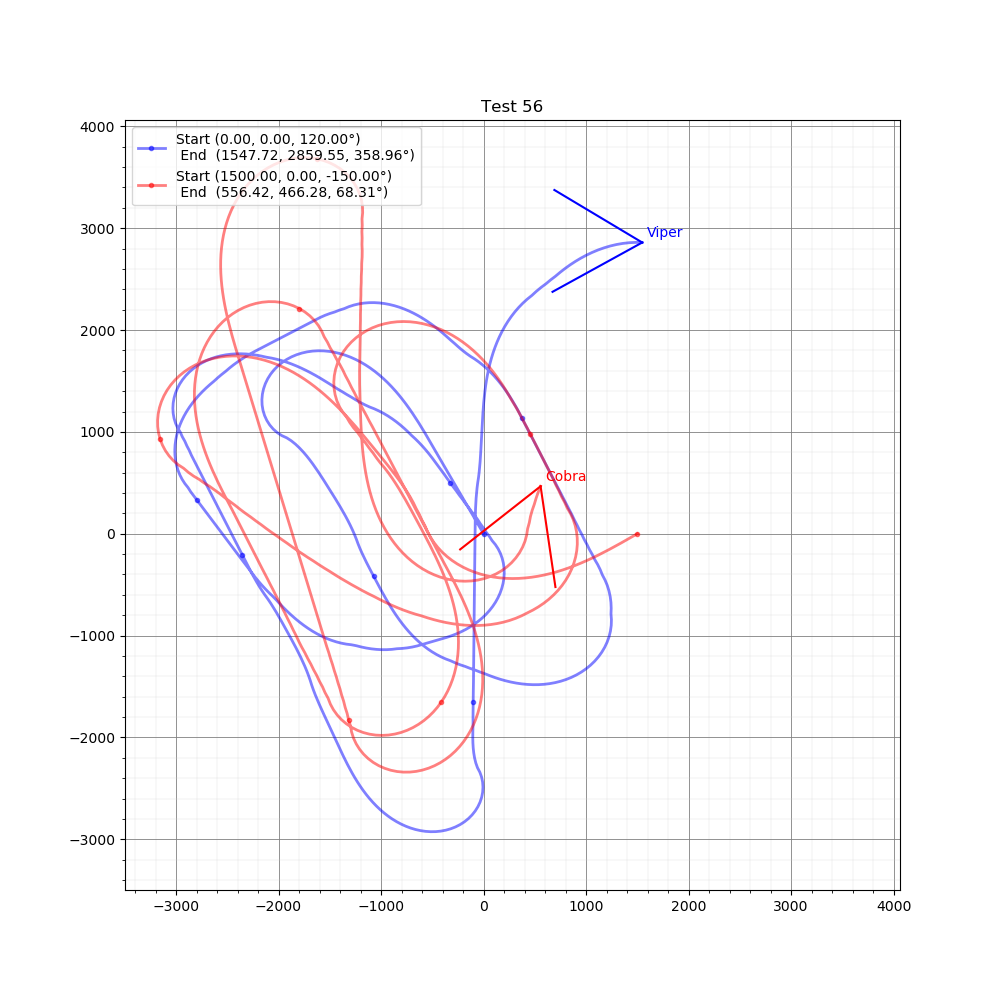 Test 56
Start (0.00, 0.00, 120.00°)
End (1547.72, 2859.55, 358.96°)
Start (1500.00, 0.00, -150.00°)
End (556.42, 466.28, 68.31°)
Viper
Cobra
4000
3000
2000
1000
0
−1000
−2000
−3000
−3000 −2000 −1000 0 1000 2000 3000 4000